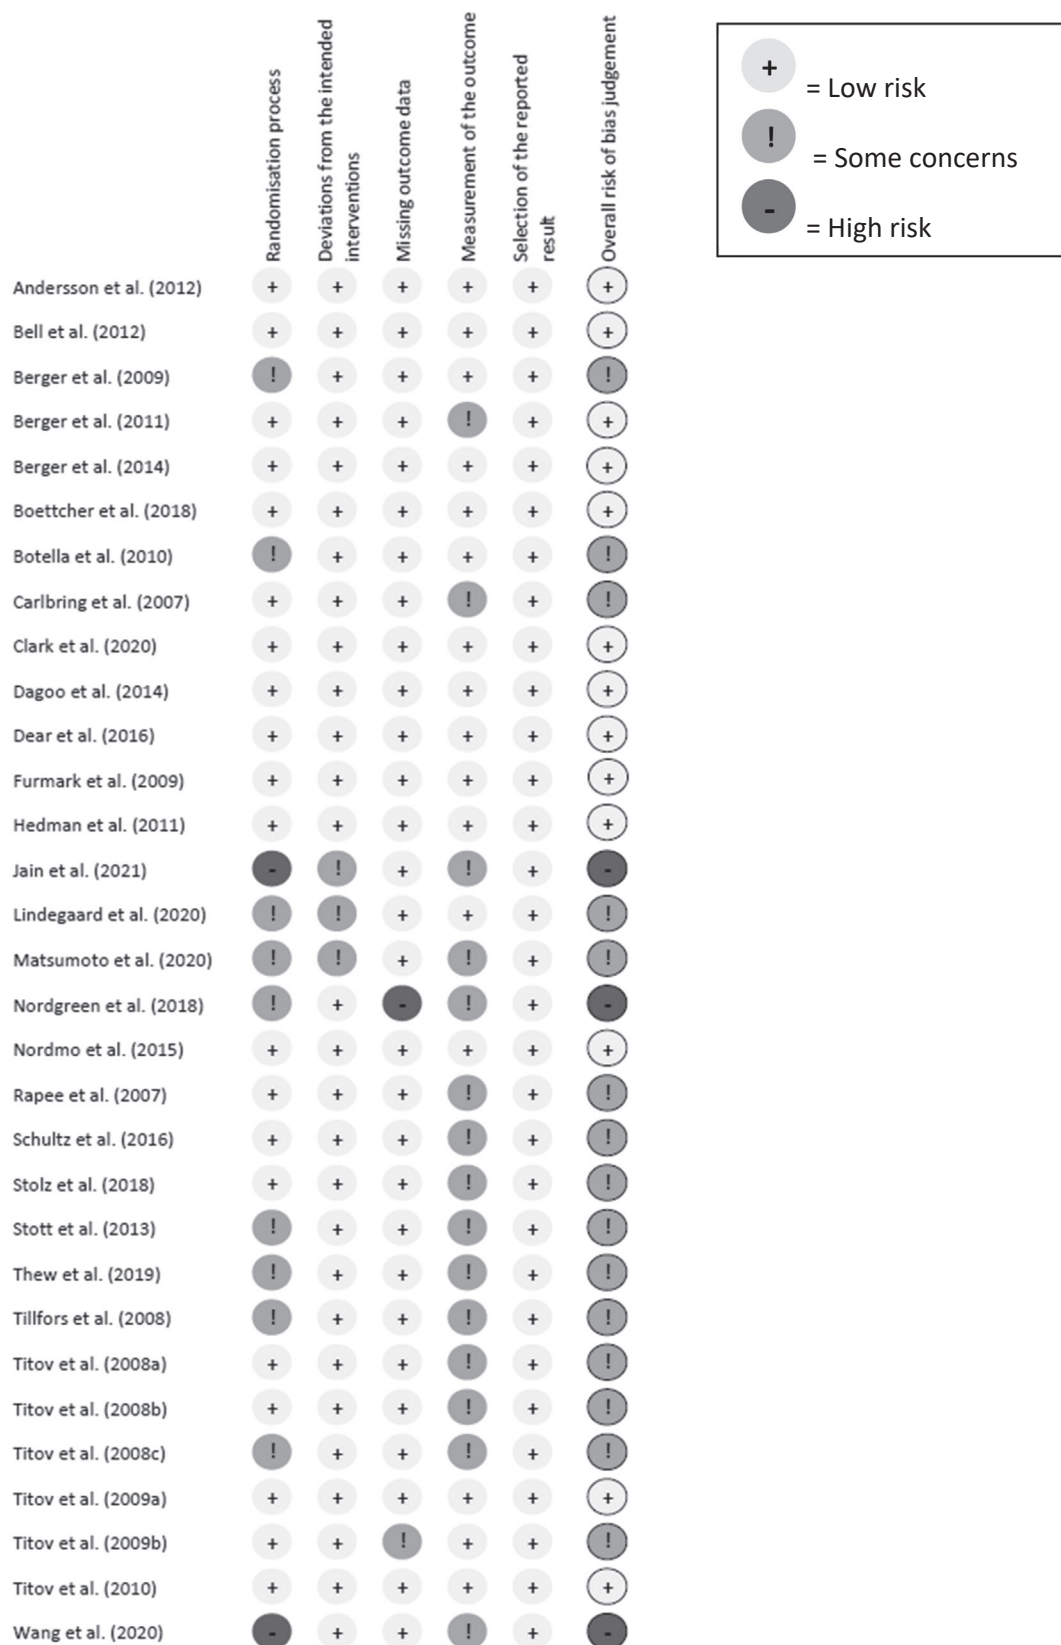 Randomisation process
Deviations from the intended
interventions
Missing outcome data
Measurement of the outcome
Selection of the reported
result
Overall risk of bias judgement
+ = Low risk
! = Some concerns
- = High risk
Andersson et al. (2012) + + + + + +
Bell et al. (2012) + + + + + +
Berger et al. (2009) ! + + + + !
Berger et al. (2011) + + + ! + +
Berger et al. (2014) + + + + + +
Boettcher et al. (2018) + + + + + +
Botella et al. (2010) ! + + + + !
Carlbring et al. (2007) + + + ! + !
Clark et al. (2020) + + + + + +
Dagoo et al. (2014) + + + + + +
Dear et al. (2016) + + + + + +
Furmark et al. (2009) + + + + + +
Hedman et al. (2011) + + + + + +
Jain et al. (2021) - ! + ! + -
Lindegaard et al. (2020) ! ! + + + !
Matsumoto et al. (2020) ! ! + ! + !
Nordgreen et al. (2018) ! + - ! + -
Nordmo et al. (2015) + + + + + +
Rapee et al. (2007) + + + ! + !
Schultz et al. (2016) + + + ! + !
Stolz et al. (2018) + + + ! + !
Stott et al. (2013) ! + + ! + !
Thew et al. (2019) ! + + ! + !
Tillfors et al. (2008) ! + + ! + !
Titov et al. (2008a) + + + ! + !
Titov et al. (2008b) + + + ! + !
Titov et al. (2008c) ! + + ! + !
Titov et al. (2009a) + + + + + +
Titov et al. (2009b) + + ! + + !
Titov et al. (2010) + + + + + +
Wang et al. (2020) - + + ! + -